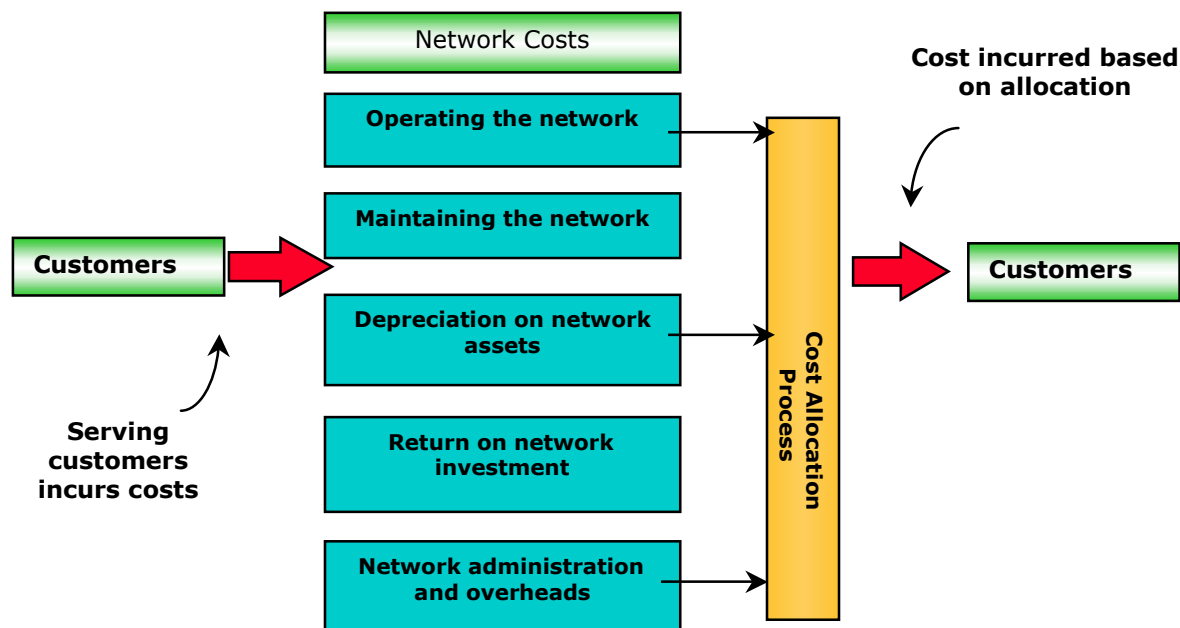 Network Costs
Operating the network
Maintaining the network
Customers
Depreciation on network
assets
Return on network
investment
Network administration
and overheads
Serving
customers
incurs costs
Cost Allocation
Process
Cost incurred based
on allocation
Customers